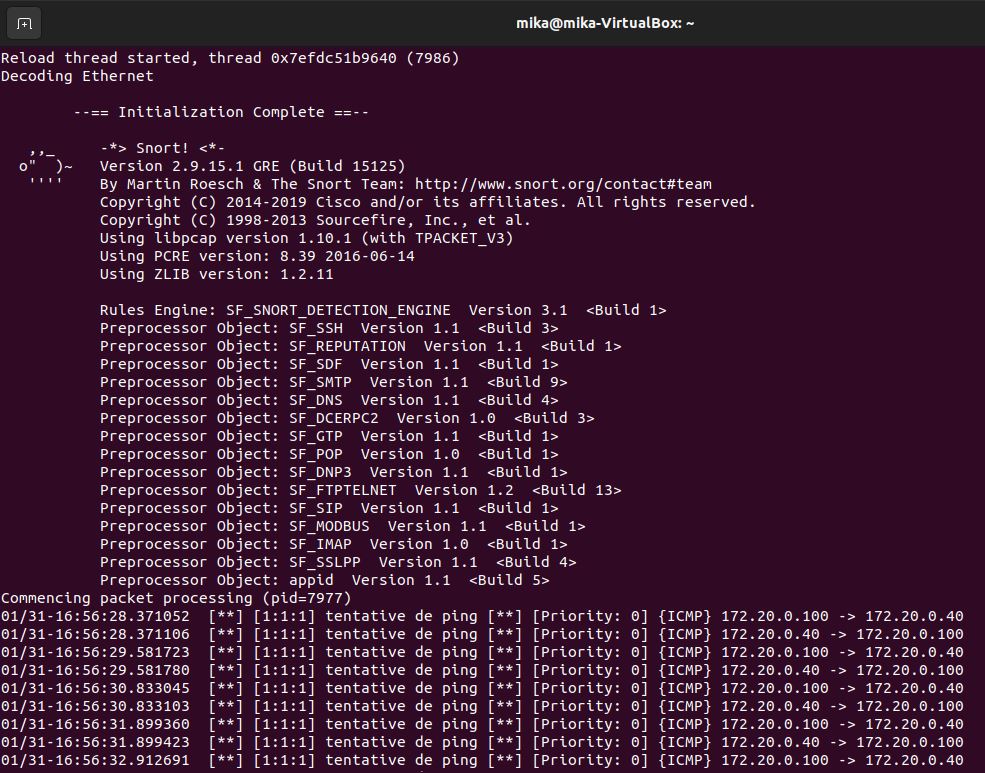 mika@mika-VirtualBox: ~
Reload thread started, thread 0x7efdc51b9640 (7986)
Decoding Ethernet
--== Initialization Complete ==--
,,_     -*> Snort! <*-
o"  )~   Version 2.9.15.1 GRE (Build 15125)
''''    By Martin Roesch & The Snort Team: http://www.snort.org/contact#team
Copyright (C) 2014-2019 Cisco and/or its affiliates. All rights reserved.
Copyright (C) 1998-2013 Sourcefire, Inc., et al.
Using libpcap version 1.10.1 (with TPACKET_V3)
Using PCRE version: 8.39 2016-06-14
Using ZLIB version: 1.2.11
Rules Engine: SF_SNORT_DETECTION_ENGINE  Version 3.1  <Build 1>
Preprocessor Object: SF_SSH  Version 1.1  <Build 3>
Preprocessor Object: SF_REPUTATION  Version 1.1  <Build 1>
Preprocessor Object: SF_SDF  Version 1.1  <Build 1>
Preprocessor Object: SF_SMTP  Version 1.1  <Build 9>
Preprocessor Object: SF_DNS  Version 1.1  <Build 4>
Preprocessor Object: SF_DCERPC2  Version 1.0  <Build 3>
Preprocessor Object: SF_GTP  Version 1.1  <Build 1>
Preprocessor Object: SF_POP  Version 1.0  <Build 1>
Preprocessor Object: SF_DNP3  Version 1.1  <Build 1>
Preprocessor Object: SF_FTPTELNET  Version 1.2  <Build 13>
Preprocessor Object: SF_SIP  Version 1.1  <Build 1>
Preprocessor Object: SF_MODBUS  Version 1.1  <Build 1>
Preprocessor Object: SF_IMAP  Version 1.0  <Build 1>
Preprocessor Object: SF_SSLPP  Version 1.1  <Build 4>
Preprocessor Object: appid  Version 1.1  <Build 5>
Commencing packet processing (pid=7977)
01/31-16:56:28.371052  [**] [1:1:1] tentative de ping [**] [Priority: 0] {ICMP} 172.20.0.100 -> 172.20.0.40
01/31-16:56:28.371106  [**] [1:1:1] tentative de ping [**] [Priority: 0] {ICMP} 172.20.0.40 -> 172.20.0.100
01/31-16:56:29.581723  [**] [1:1:1] tentative de ping [**] [Priority: 0] {ICMP} 172.20.0.100 -> 172.20.0.40
01/31-16:56:29.581780  [**] [1:1:1] tentative de ping [**] [Priority: 0] {ICMP} 172.20.0.40 -> 172.20.0.100
01/31-16:56:30.833045  [**] [1:1:1] tentative de ping [**] [Priority: 0] {ICMP} 172.20.0.100 -> 172.20.0.40
01/31-16:56:30.833103  [**] [1:1:1] tentative de ping [**] [Priority: 0] {ICMP} 172.20.0.40 -> 172.20.0.100
01/31-16:56:31.899360  [**] [1:1:1] tentative de ping [**] [Priority: 0] {ICMP} 172.20.0.100 -> 172.20.0.40
01/31-16:56:31.899423  [**] [1:1:1] tentative de ping [**] [Priority: 0] {ICMP} 172.20.0.40 -> 172.20.0.100
01/31-16:56:32.912691  [**] [1:1:1] tentative de ping [**] [Priority: 0] {ICMP} 172.20.0.100 -> 172.20.0.40